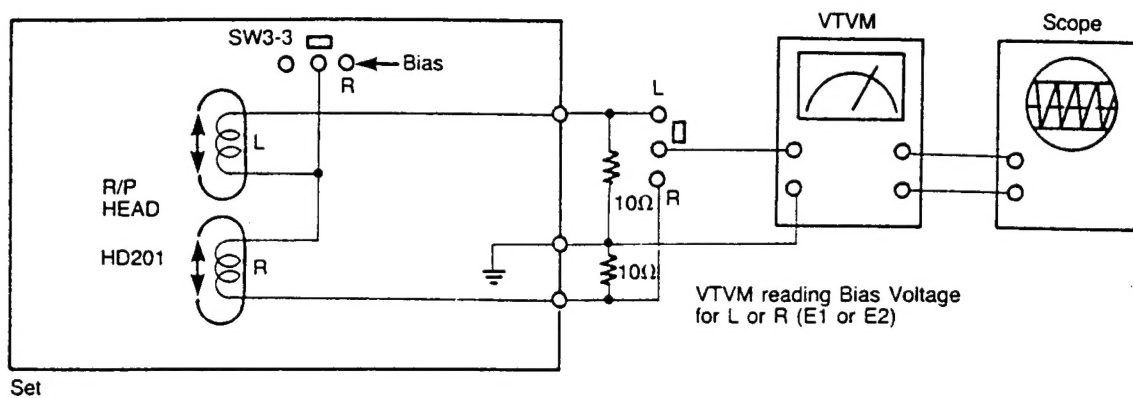 VTVM
Scope
SW3-3
Bias
R
L
L
R/P
HEAD
10Ω
R
HD201
R
10Ω
VTVM reading Bias Voltage
for L or R (E1 or E2)
Set